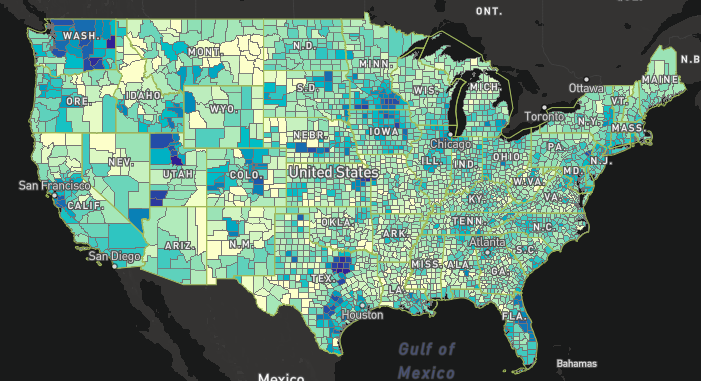 ONT.
WASH.
MONT.
N.D.
MINN.
N.B
MAINE
ORE.
IDAHO
S.D.
WIS.
MICH.
Ottawa
VT.
WYO.
Toronto
N.Y.
MASS.
NEBR.
IOWA
Chicago
NEV.
UTAH
COLO.
United States
ILL.
IND.
OHIO
PA.
N.J.
MD.
San Francisco
CALIF.
W.VA.
KY.
VA.
San Diego
ARIZ.
N.M.
OKLA.
ARK.
TENN.
N.C.
Atlanta
S.C.
TEX.
MISS.
ALA.
GA.
LA.
Houston
FLA.
Gulf of
Mexico
Bahamas
Mexico